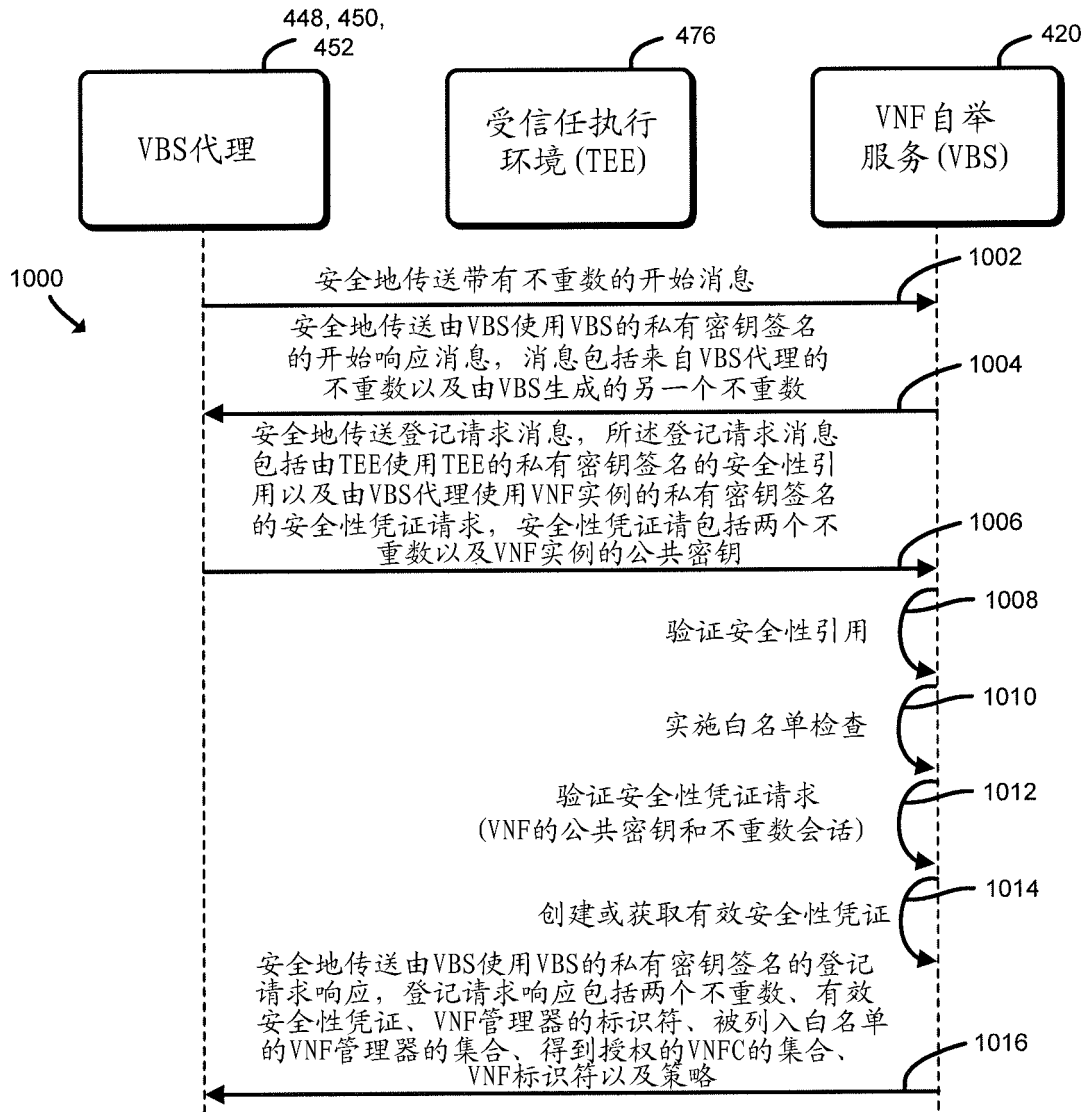 448, 450,
452
476
420
VBS代理
受信任执行
环境(TEE)
VNF自举
服务(VBS)
1000
安全地传送带有不重数的开始消息
1002
安全地传送由VBS使用VBS的私有密钥签名
的开始响应消息，消息包括来自VBS代理的
不重数以及由VBS生成的另一个不重数
1004
安全地传送登记请求消息，所述登记请求消息
包括由TEE使用TEE的私有密钥签名的安全性引
用以及由VBS代理使用VNF实例的私有密钥签名
的安全性凭证请求，安全性凭证请包括两个不
重数以及VNF实例的公共密钥
1006
验证安全性引用
1008
实施白名单检查
1010
验证安全性凭证请求
(VNF的公共密钥和不重数会话)
1012
创建或获取有效安全性凭证
1014
安全地传送由VBS使用VBS的私有密钥签名的登记
请求响应，登记请求响应包括两个不重数、有效
安全性凭证、VNF管理器的标识符、被列入白名单
的VNF管理器的集合、得到授权的VNFC的集合、
VNF标识符以及策略
1016